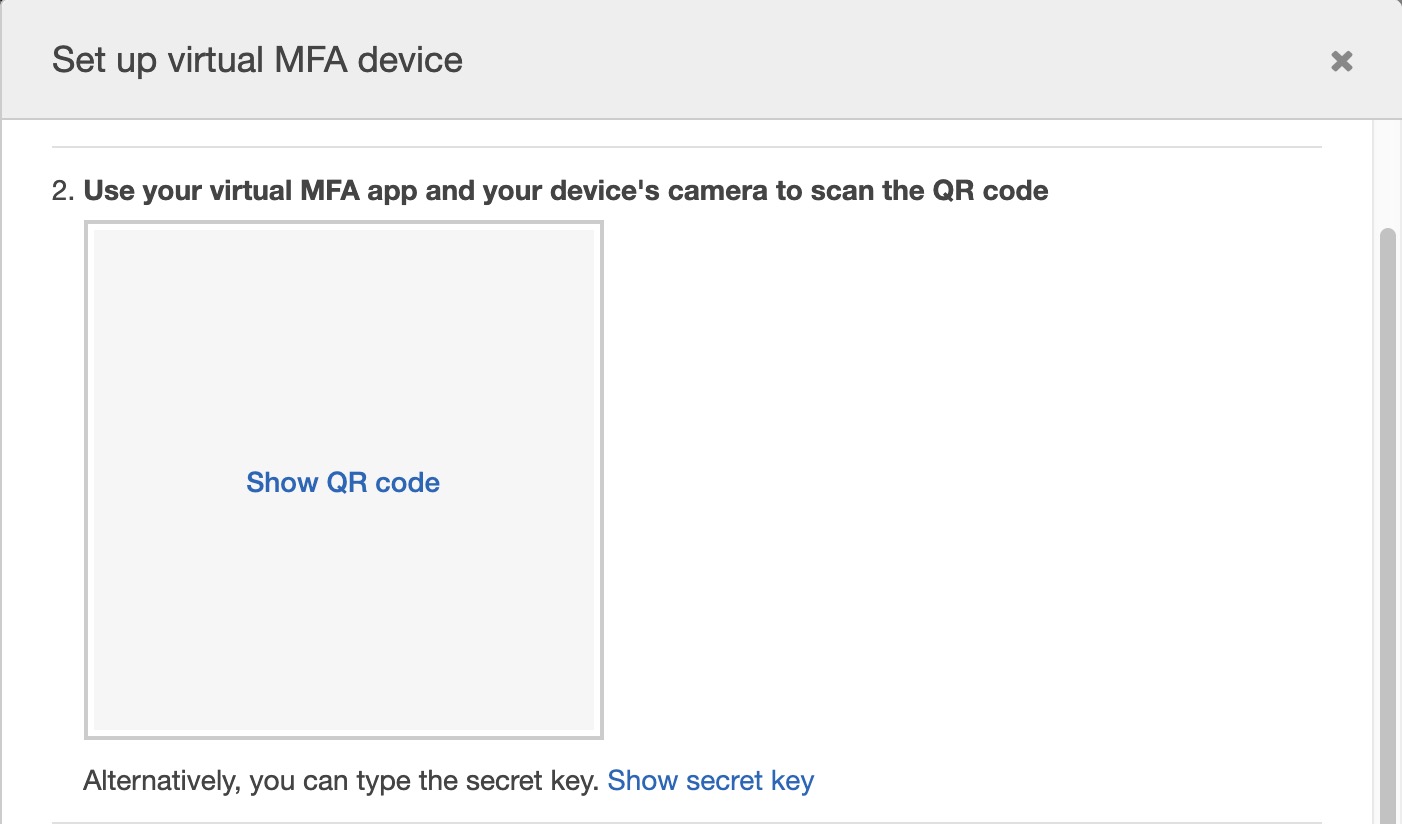 Set up virtual MFA device
2. Use your virtual MFA app and your device's camera to scan the QR code
Show QR code
Alternatively, you can type the secret key. Show secret key